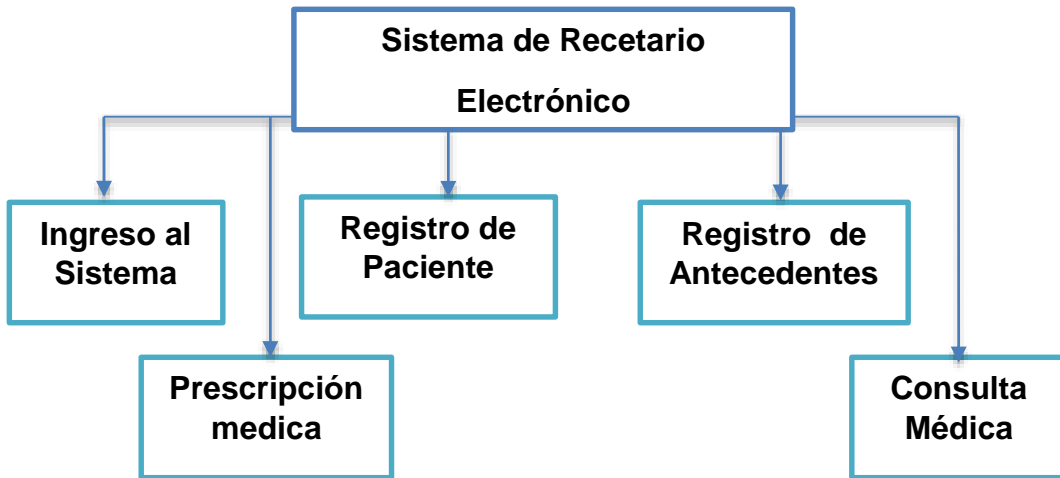 Sistema de Recetario
Electrónico
Ingreso al
Sistema
Registro de
Paciente
Registro de
Antecedentes
Prescripción
medica
Consulta
Médica